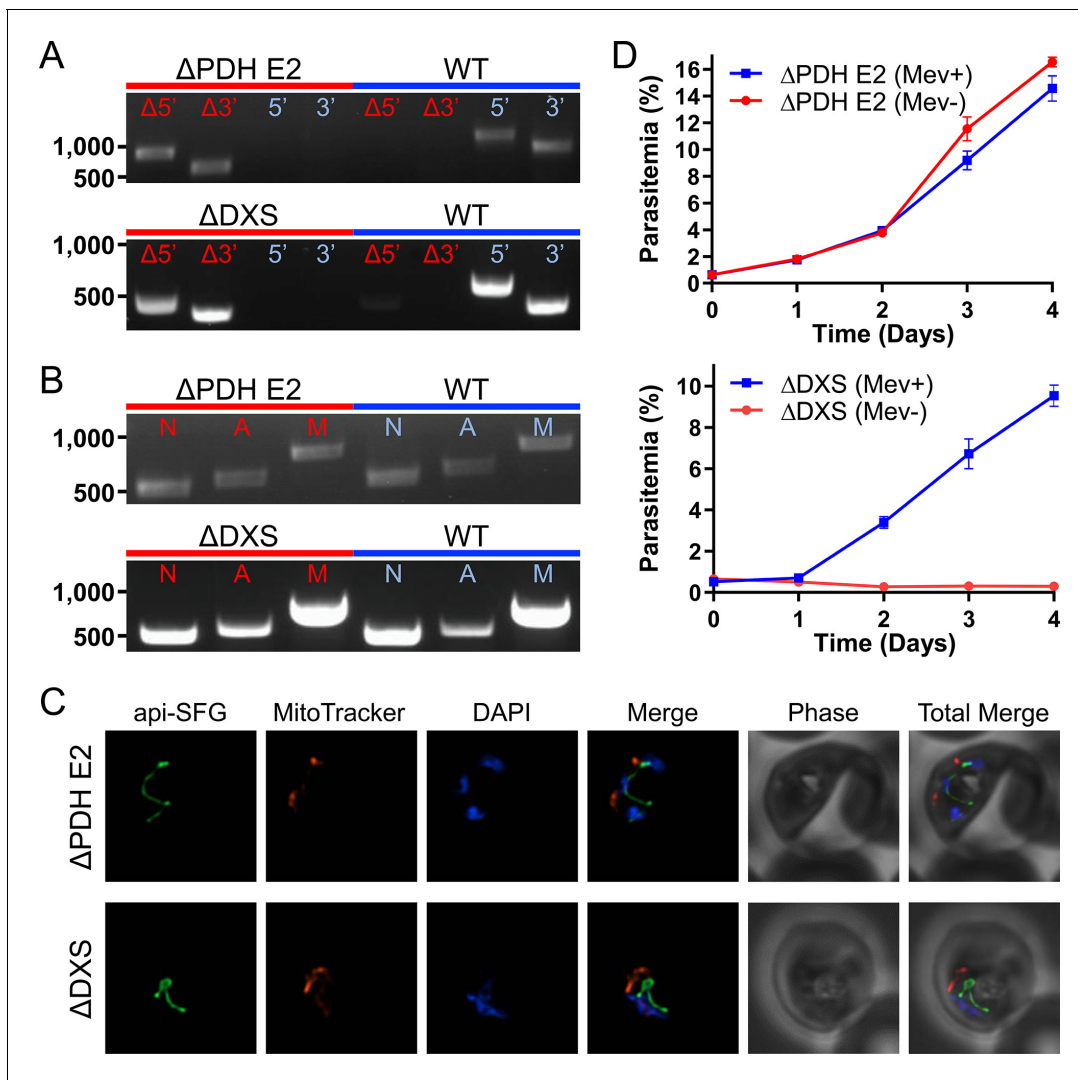 A
ΔPDH E2 WT
Δ5' Δ3' 5' 3' Δ5' Δ3' 5' 3'
1,000
500
ΔDXS WT
1,000
Δ5' Δ3' 5' 3' Δ5' Δ3' 5' 3'
500
B
ΔPDH E2 WT
N A M N A M
1,000
500
ΔDXS WT
N A M N A M
1,000
500
D
Parasitemia (%)
16
14
12
10
8
6
4
2
0
ΔPDH E2 (Mev+)
ΔPDH E2 (Mev-)
0 1 2 3 4
Time (Days)
Parasitemia (%)
10
8
6
4
2
0
ΔDXS (Mev+)
ΔDXS (Mev-)
0 1 2 3 4
Time (Days)
C
api-SFG MitoTracker DAPI Merge Phase Total Merge
ΔPDH E2
ΔDXS